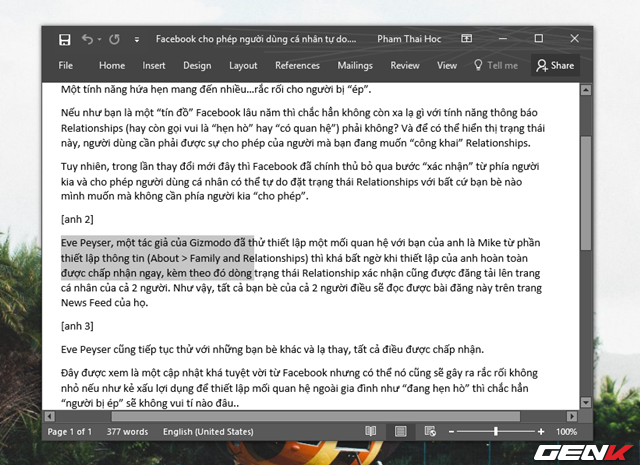 Facebook cho phép người dùng cá nhân tự do....
Pham Thai Hoc
File Home Insert Design Layout References Mailings Review View Tell me Share
Một tính năng hứa hẹn mang đến nhiều...rắc rối cho người bị “ép”.
Nếu như bạn là một “tín đồ” Facebook lâu năm thì chắc hẳn không còn xa lạ gì với tính năng thông báo
Relationships (hay còn gọi vui là “hẹn hò” hay “có quan hệ”) phải không? Và để có thể hiển thị trạng thái
này, người dùng cần phải được sự cho phép của người mà bạn đang muốn “công khai” Relationships.
Tuy nhiên, trong lần thay đổi mới đây thì Facebook đã chính thủ bỏ qua bước “xác nhận” từ phía người
kia và cho phép người dùng cá nhân có thể tự do đặt trạng thái Relationships với bất cứ bạn bè nào
mình muốn mà không cần phía người kia “cho phép”.
[anh 2]
Eve Peyser, một tác giả của Gizmodo đã thử thiết lập một mối quan hệ với bạn của anh là Mike từ phần
thiết lập thông tin (About > Family and Relationships) thì khá bất ngờ khi thiết lập của anh hoàn toàn
được chấp nhận ngay, kèm theo đó dòng trạng thái Relationship xác nhận cũng được đăng tải lên trang
cá nhân của cả 2 người. Như vậy, tất cả bạn bè của cả 2 người điều sẽ đọc được bài đăng này trên trang
News Feed của họ.
[anh 3]
Eve Peyser cũng tiếp tục thử với những bạn bè khác và lạ thay, tất cả điều được chấp nhận.
Đây được xem là một cập nhật khá tuyệt vời từ Facebook nhưng có thể nó cũng sẽ gây ra rắc rối không
nhỏ nếu như kẻ xấu lợi dụng để thiết lập mối quan hệ ngoài gia đình như “đang hẹn hò” thì chắc hẳn
“người bị ép” sẽ không vui tí nào đâu..
Page 1 of 1 377 words English (United States) 100%
GENK